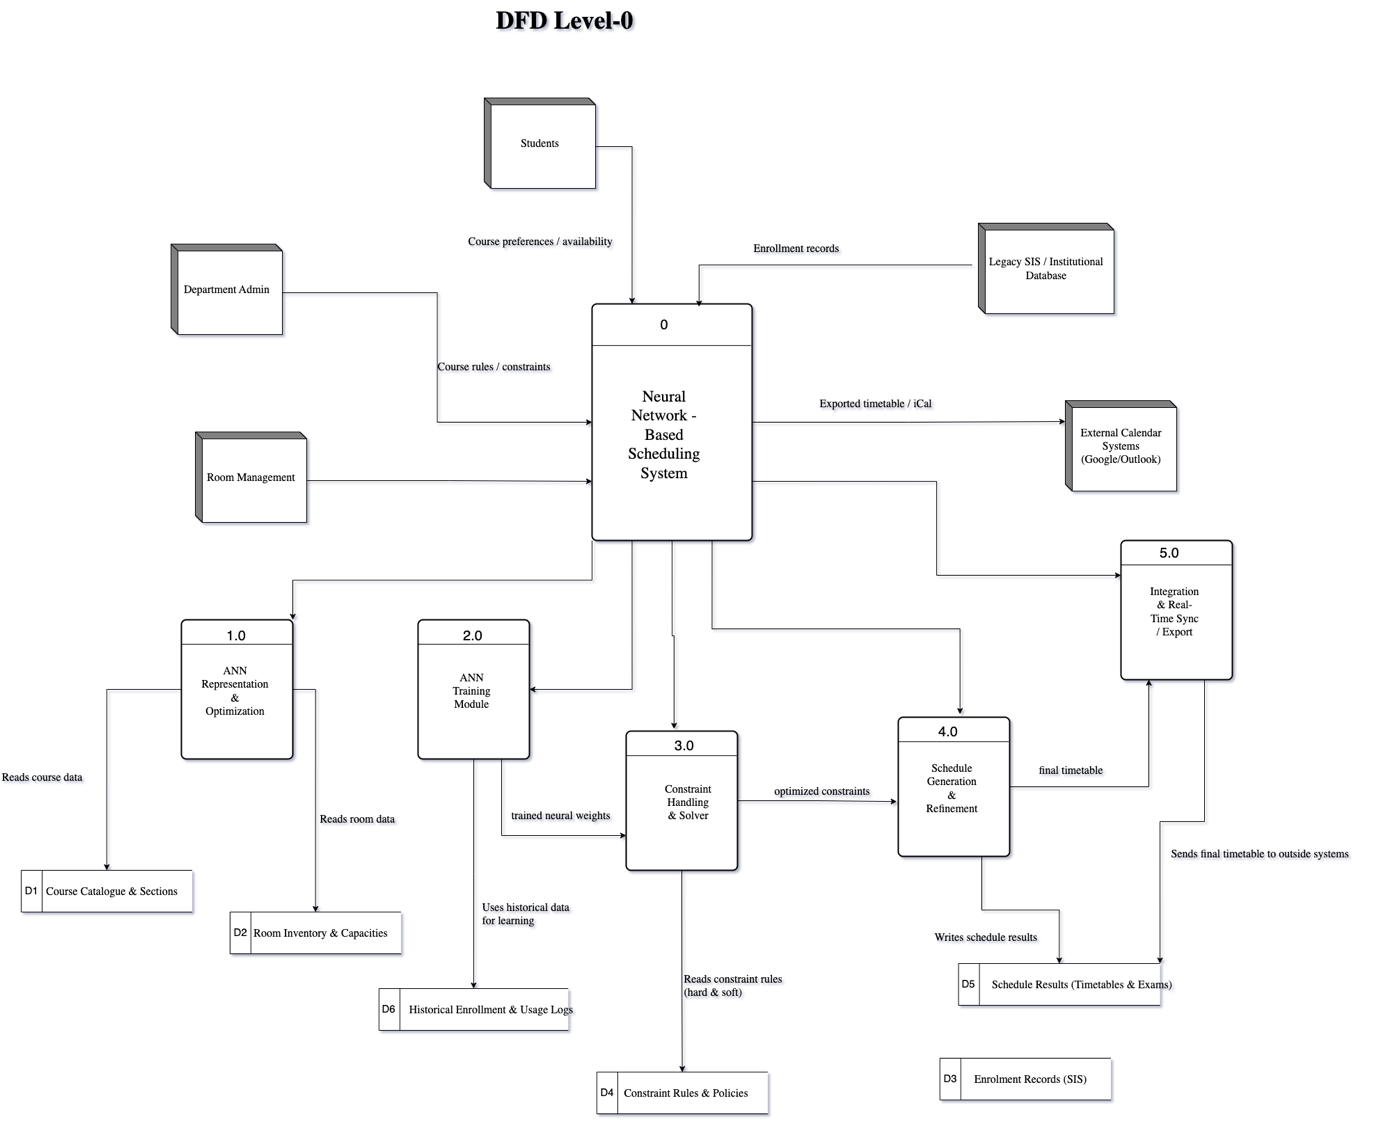 DFD Level-0
Students
Course preferences / availability
Enrollment records
Legacy SIS / Institutional
Database
Department Admin
Course rules / constraints
0
Neural
Network -
Based
Scheduling
System
Exported timetable / iCal
External Calendar
Systems
(Google/Outlook)
Room Management
5.0
Integration
& Real-
Time Sync
/ Export
1.0
ANN
Representation
&
Optimization
2.0
ANN
Training
Module
3.0
Constraint
Handling
& Solver
4.0
Schedule
Generation
&
Refinement
final timetable
optimized constraints
Reads course data
Reads room data
trained neural weights
Sends final timetable to outside systems
D1
Course Catalogue & Sections
D2
Room Inventory & Capacities
Uses historical data
for learning
Writes schedule results
Reads constraint rules
(hard & soft)
D5
Schedule Results (Timetables & Exams)
D6
Historical Enrollment & Usage Logs
D3
Enrolment Records (SIS)
D4
Constraint Rules & Policies